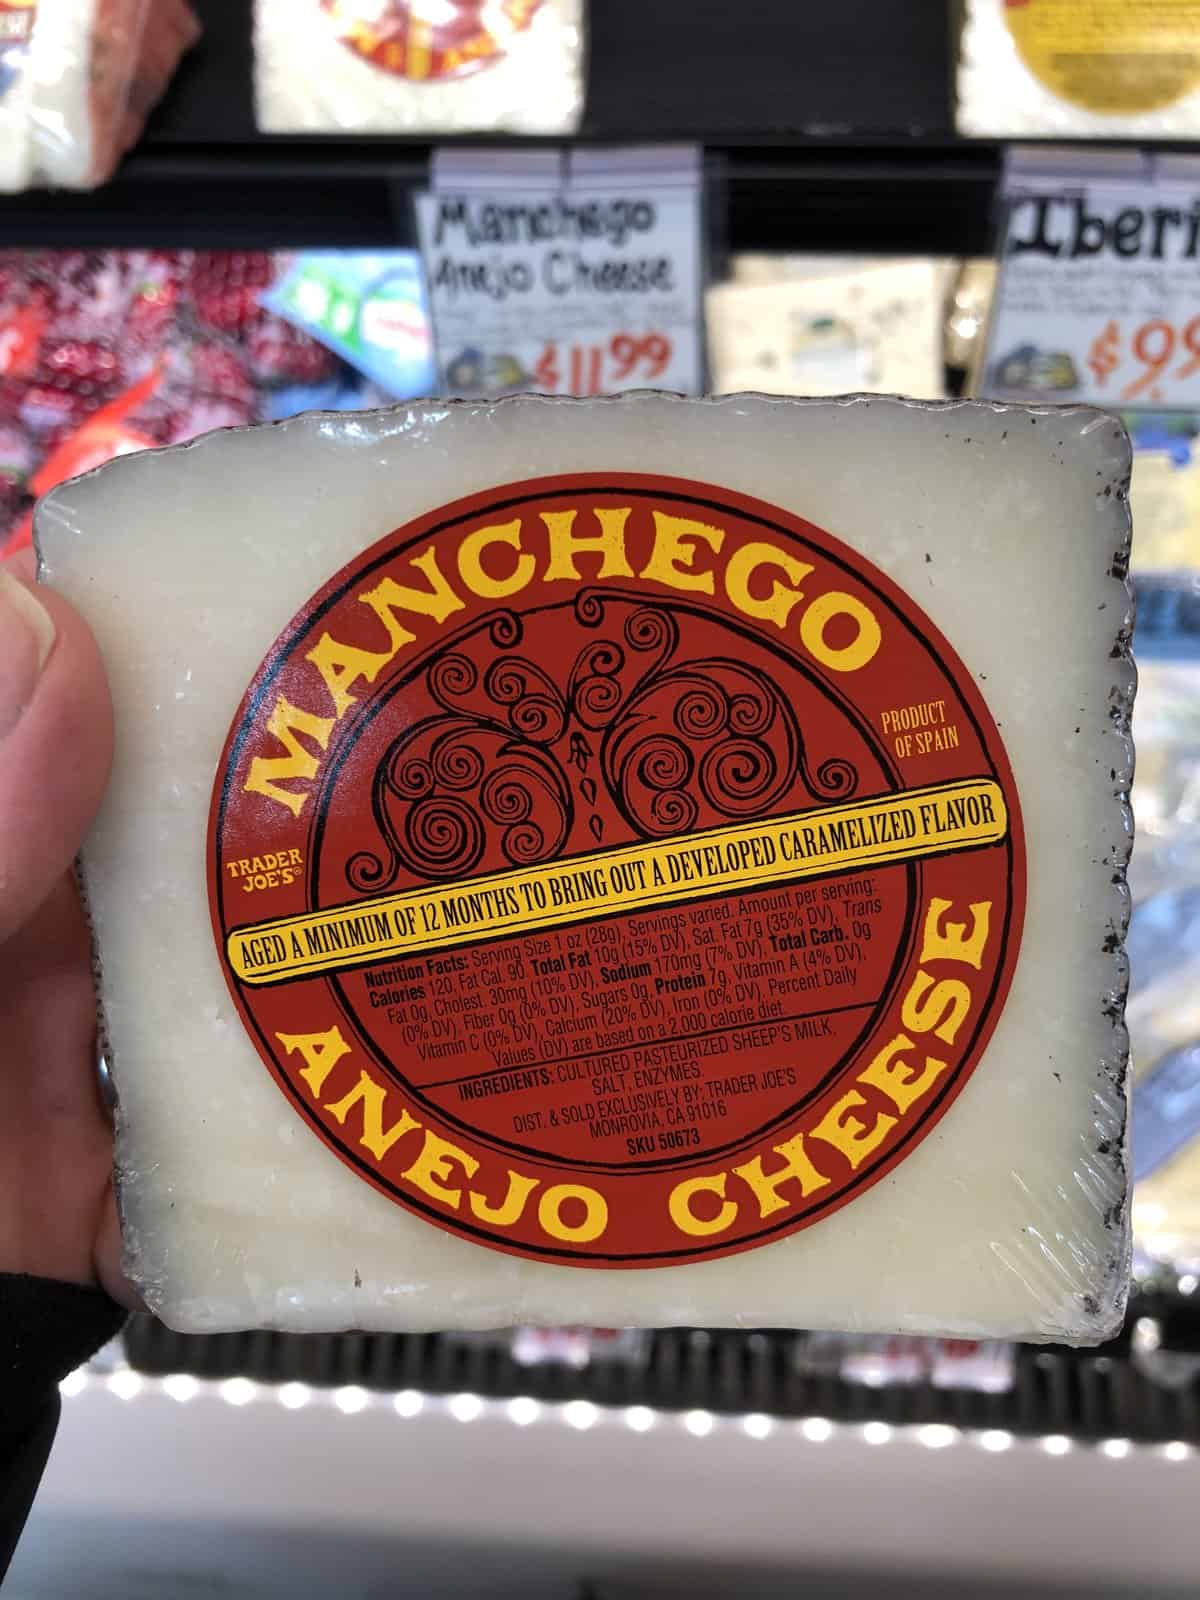 Manchego
Anejo Cheese
$11.99
Iberi
$9.9
MANCHEGO
PRODUCT
OF SPAIN
TRADER
JOE'S®
AGED A MINIMUM OF 12 MONTHS TO BRING OUT A DEVELOPED CARAMELIZED FLAVOR
Nutrition Facts: Serving Size 1 oz (28g), Servings varied. Amount per serving:
Calories 120, Fat Cal. 90, Total Fat 10g (15% DV), Sat. Fat 7g (35% DV), Trans
Fat 0g, Cholest. 30mg (10% DV), Sodium 170mg (7% DV), Total Carb. 0g
(0% DV), Fiber 0g (0% DV), Sugars 0g, Protein 7g, Vitamin A (4% DV),
Vitamin C (0% DV), Calcium (20% DV), Iron (0% DV). Percent Daily
Values (DV) are based on a 2,000 calorie diet.
INGREDIENTS: CULTURED PASTEURIZED SHEEP'S MILK,
SALT, ENZYMES.
DIST. & SOLD EXCLUSIVELY BY: TRADER JOE'S
MONROVIA, CA 91016
SKU 50673
ANEJO CHEESE